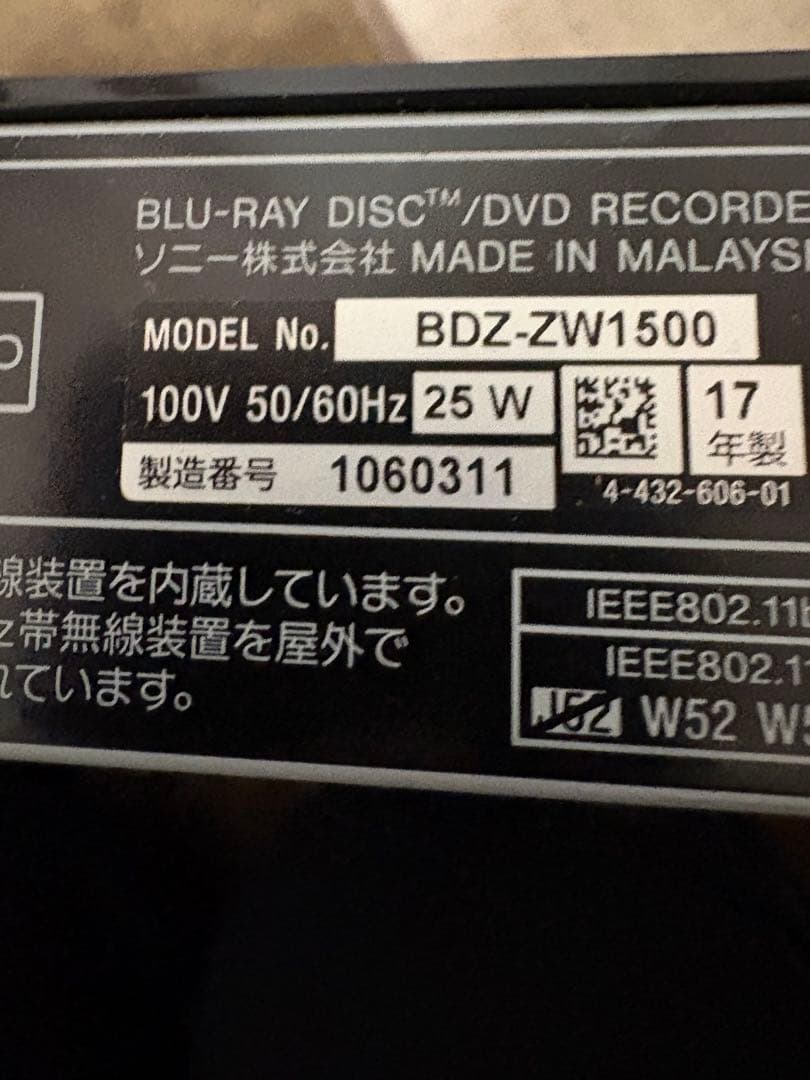 BLU-RAY DISC™/DVD RECORDE
ソニー株式会社 MADE IN MALAYSI
MODEL No. BDZ-ZW1500
100V 50/60Hz 25 W
17
年製
製造番号 1060311
4-432-606-01
線装置を内蔵しています。
z帯無線装置を屋外で
れています。
IEEE802.11
IEEE802.1
J52 W52 W5